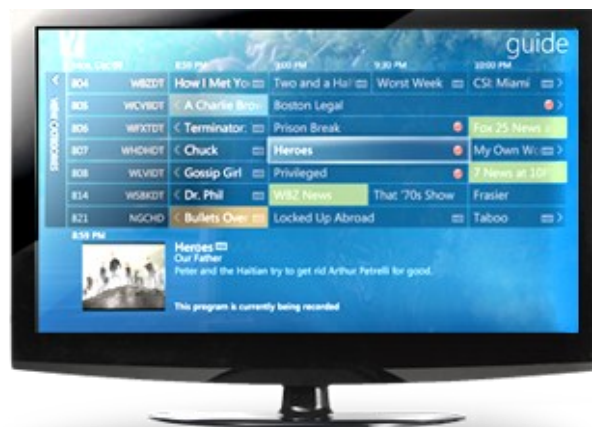 guide
8:59 PM 9:00 PM 9:30 PM 10:00 PM
804 WBZDT How I Met Yo Two and a Hal Worst Week CSI: Miami
805 WCVBDT A Charlie Brow Boston Legal
806 WFXTDT Terminator: Prison Break Fox 25 News
807 WHDHDT Chuck Heroes My Own Wo
808 WLVIDT Gossip Girl Privileged 7 News at 10P
814 WSBKDT Dr. Phil WBZ News That '70s Show Frasier
821 NGCHD Bullets Over Locked Up Abroad Taboo
8:59 PM
Heroes
Our Father
Peter and the Haitian try to get rid Arthur Petrelli for good.
This program is currently being recorded